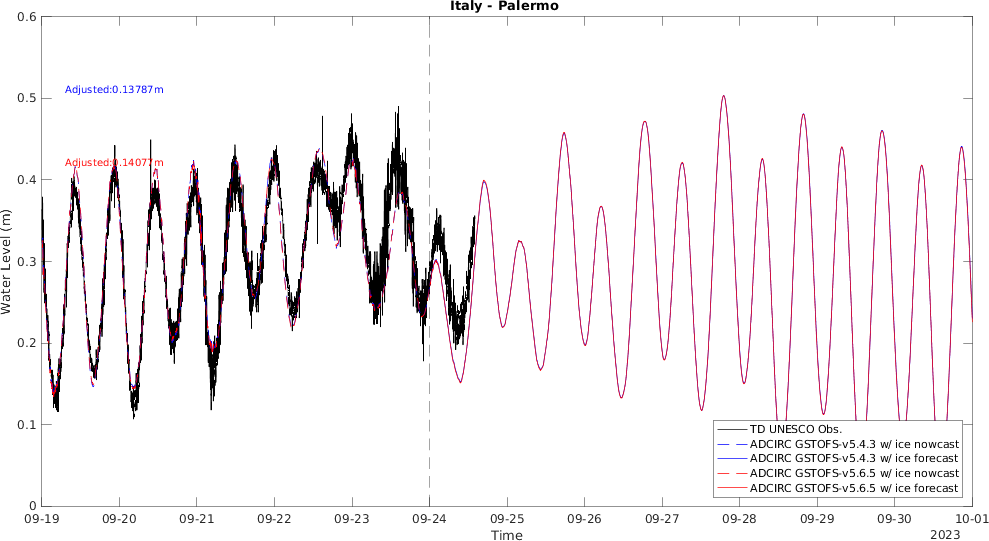 Italy - Palermo
0.6
0.5
0.4
0.3
0.2
0.1
0
Water Level (m)
Adjusted:0.13787m
Adjusted:0.14077m
TD UNESCO Obs.
ADCIRC GSTOFS-v5.4.3 w/ ice nowcast
ADCIRC GSTOFS-v5.4.3 w/ ice forecast
ADCIRC GSTOFS-v5.6.5 w/ ice nowcast
ADCIRC GSTOFS-v5.6.5 w/ ice forecast
09-19 09-20 09-21 09-22 09-23 09-24 09-25 09-26 09-27 09-28 09-29 09-30 10-01
Time
2023